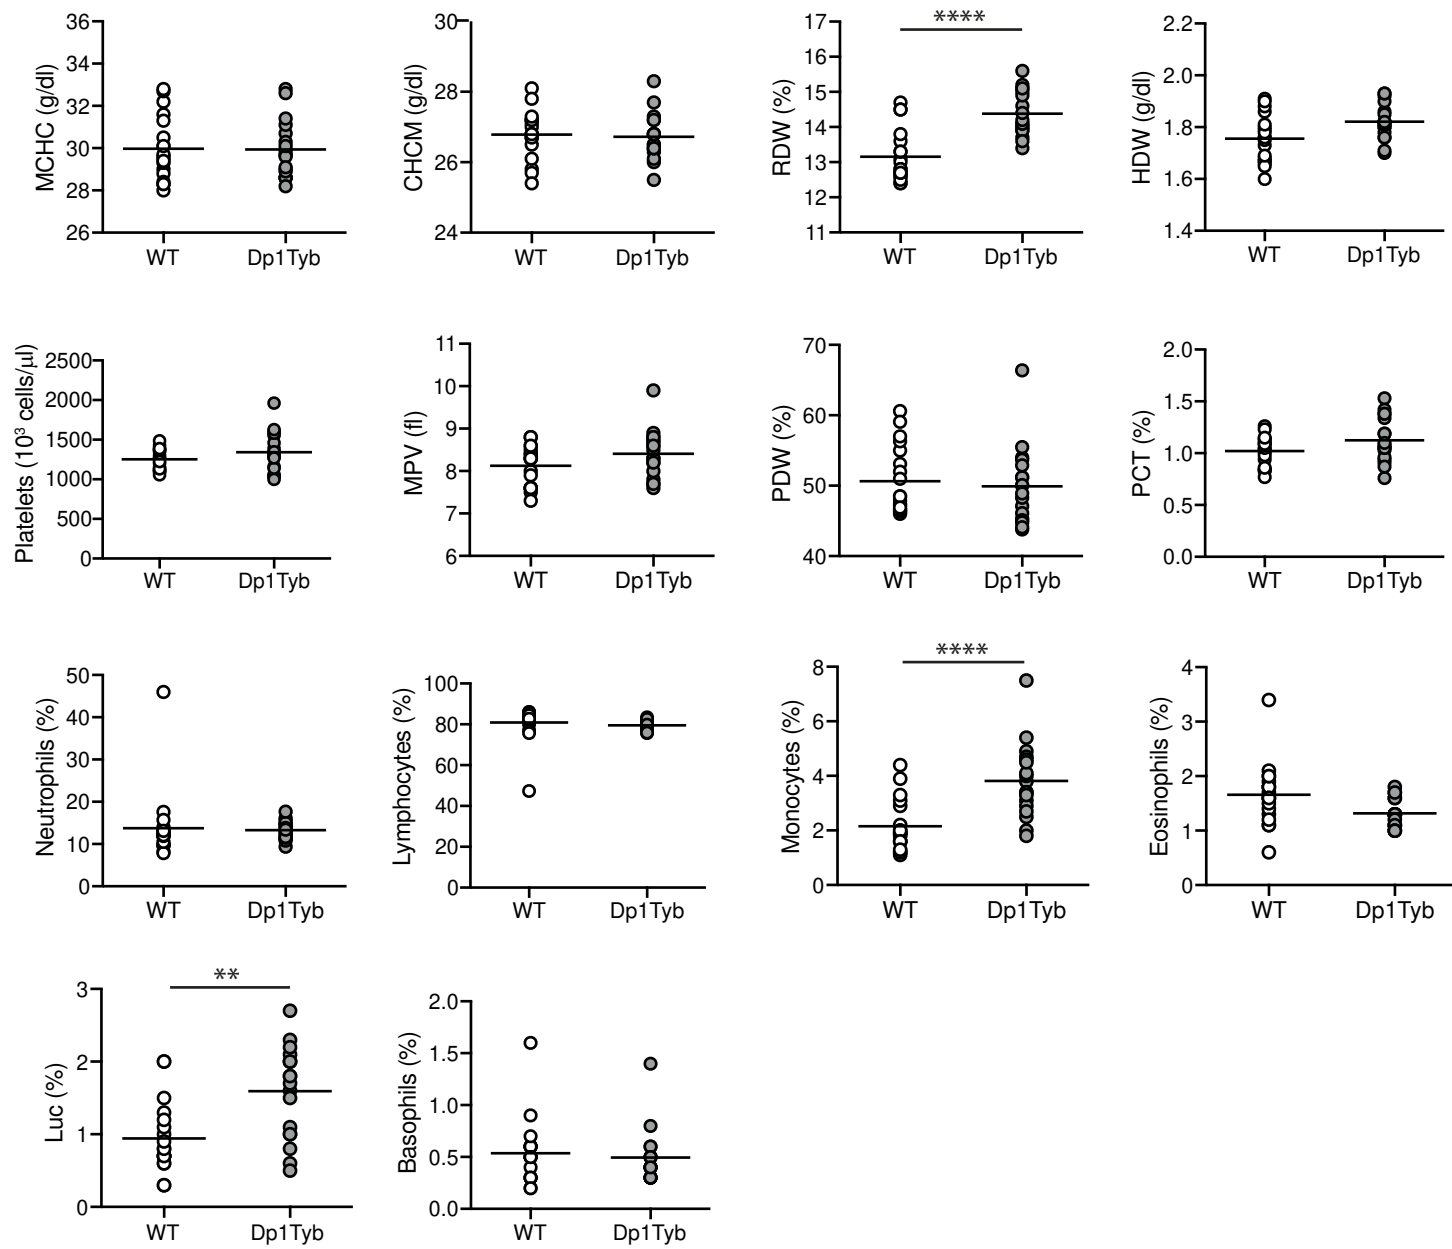 MCHC (g/dl)
36
34
32
30
28
26
WT
Dp1Tyb
CHCM (g/dl)
30
28
26
24
WT
Dp1Tyb
RDW (%)
17
16
15
14
13
12
11
****
WT
Dp1Tyb
HDW (g/dl)
2.2
2.0
1.8
1.6
1.4
WT
Dp1Tyb
Platelets (10³ cells/μl)
2500
2000
1500
1000
500
0
WT
Dp1Tyb
MPV (fl)
11
10
9
8
7
6
WT
Dp1Tyb
PDW (%)
70
60
50
40
WT
Dp1Tyb
PCT (%)
2.0
1.5
1.0
0.5
0.0
WT
Dp1Tyb
Neutrophils (%)
50
40
30
20
10
0
WT
Dp1Tyb
Lymphocytes (%)
100
80
60
40
20
0
WT
Dp1Tyb
Monocytes (%)
8
6
4
2
0
****
WT
Dp1Tyb
Eosinophils (%)
4
3
2
1
0
WT
Dp1Tyb
Luc (%)
3
2
1
0
**
WT
Dp1Tyb
Basophils (%)
2.0
1.5
1.0
0.5
0.0
WT
Dp1Tyb